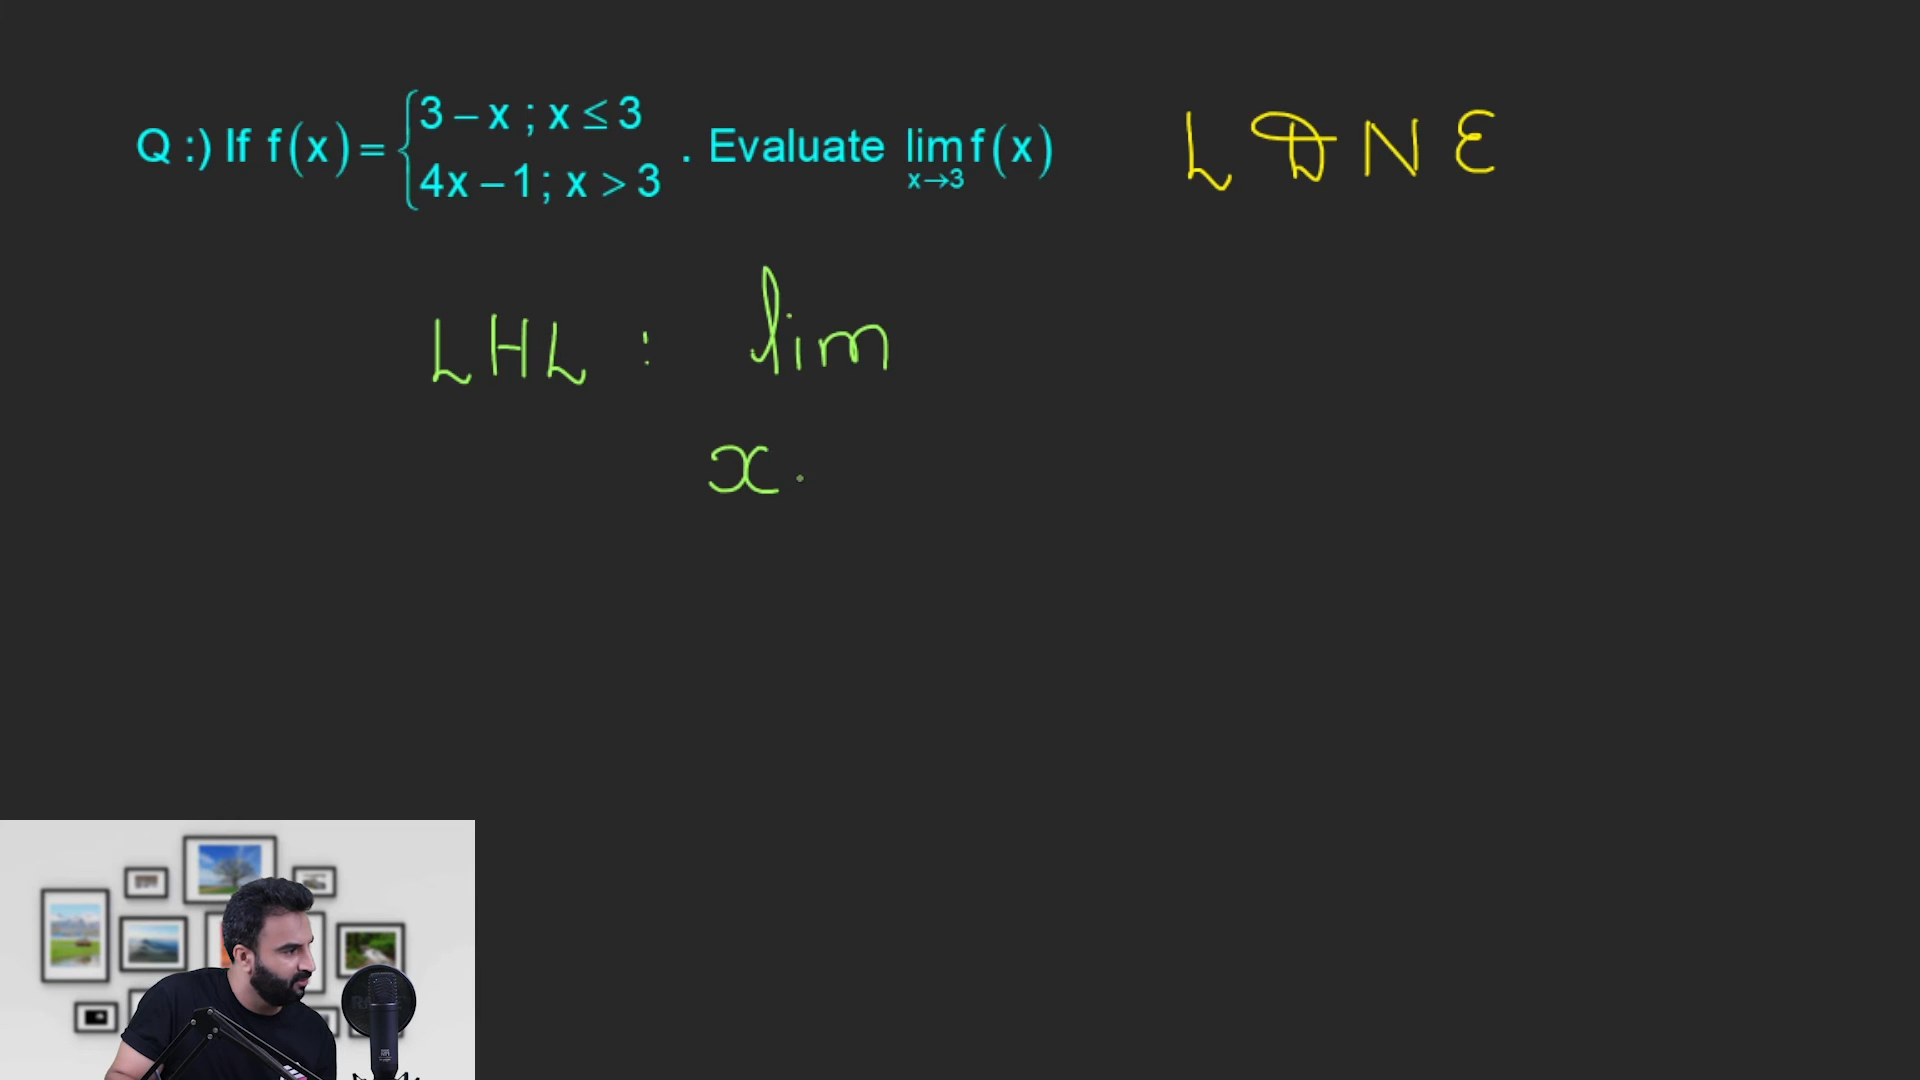 Q :) If f(x) = { 3 – x ; x ≤ 3
4x – 1 ; x > 3 . Evaluate lim x→3 f(x)
L D N E
LHL : lim
x